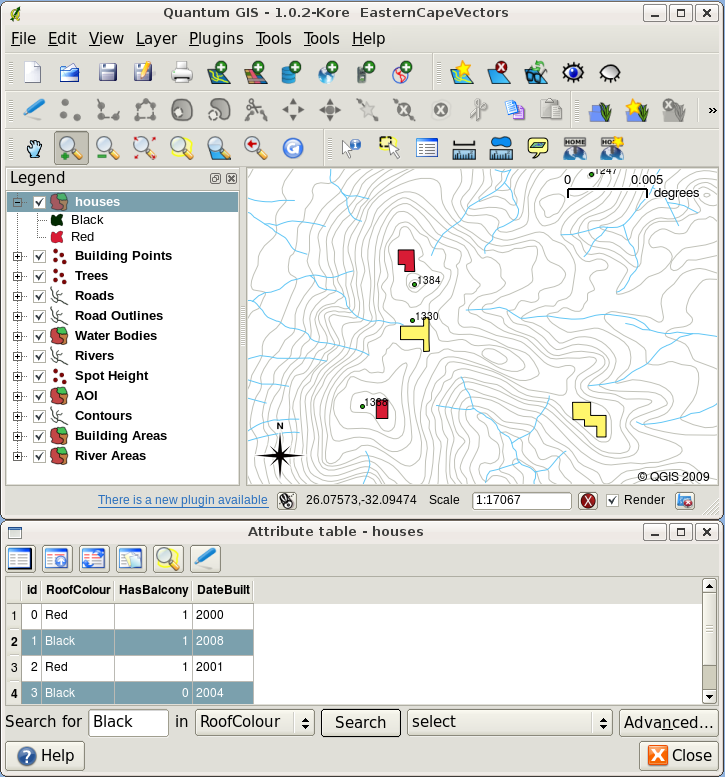 Quantum GIS - 1.0.2-Kore EasternCapeVectors
File Edit View Layer Plugins Tools Tools Help
»
HOME HOME
Legend
houses
Black
Red
Building Points
Trees
Roads
Road Outlines
Water Bodies
Rivers
Spot Height
AOI
Contours
Building Areas
River Areas
1247
0 0.005
degrees
1384
1330
1388
N
© QGIS 2009
There is a new plugin available 26.07573,-32.09474 Scale 1:17067 Render
Attribute table - houses
id RoofColour HasBalcony DateBuilt
1 0 Red 1 2000
2 1 Black 1 2008
3 2 Red 1 2001
4 3 Black 0 2004
Search for Black in RoofColour Search select Advanced...
Help Close